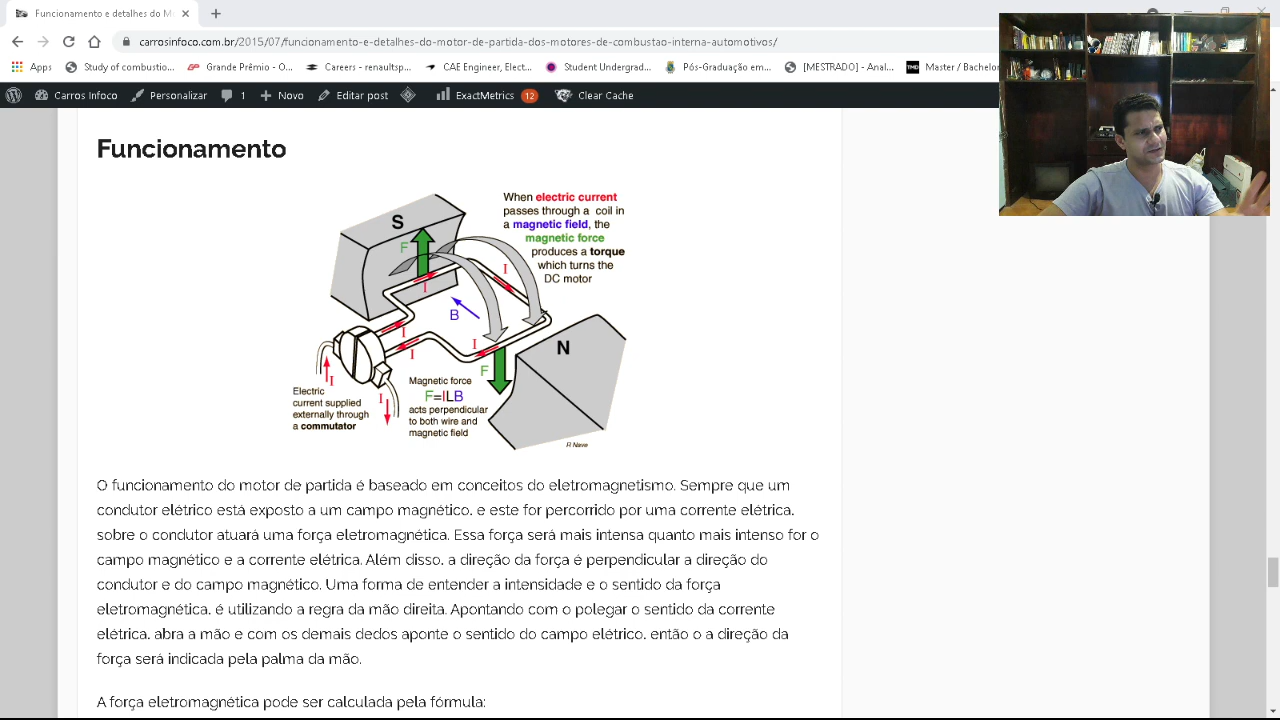 Funcionamento e detalhes do M
carrosinfoco.com.br/2015/07/funcionamento-e-detalhes-do-motor-de-partida-dos-motores-de-combustao-interna-automotivos/
Apps Study of combustio... Grande Prêmio - O... Careers - renaultsp... CAE Engineer, Elect... Student Undergrad... Pós-Graduação em... [MESTRADO] - Anal... TMD Master / Bachelor
Carros Infoco Personalizar 1 Novo Editar post ExactMetrics 12 Clear Cache
Funcionamento
When electric current
passes through a coil in
a magnetic field, the
magnetic force
produces a torque
which turns the
DC motor
S
F
I
I
B
I
I
I
N
F
I
I
Electric
current supplied
externally through
a commutator
Magnetic force
F=ILB
acts perpendicular
to both wire and
magnetic field
R Nave
O funcionamento do motor de partida é baseado em conceitos do eletromagnetismo. Sempre que um
condutor elétrico está exposto a um campo magnético, e este for percorrido por uma corrente elétrica,
sobre o condutor atuará uma força eletromagnética. Essa força será mais intensa quanto mais intenso for o
campo magnético e a corrente elétrica. Além disso, a direção da força é perpendicular a direção do
condutor e do campo magnético. Uma forma de entender a intensidade e o sentido da força
eletromagnética, é utilizando a regra da mão direita. Apontando com o polegar o sentido da corrente
elétrica, abra a mão e com os demais dedos aponte o sentido do campo elétrico, então o a direção da
força será indicada pela palma da mão.
A força eletromagnética pode ser calculada pela fórmula: